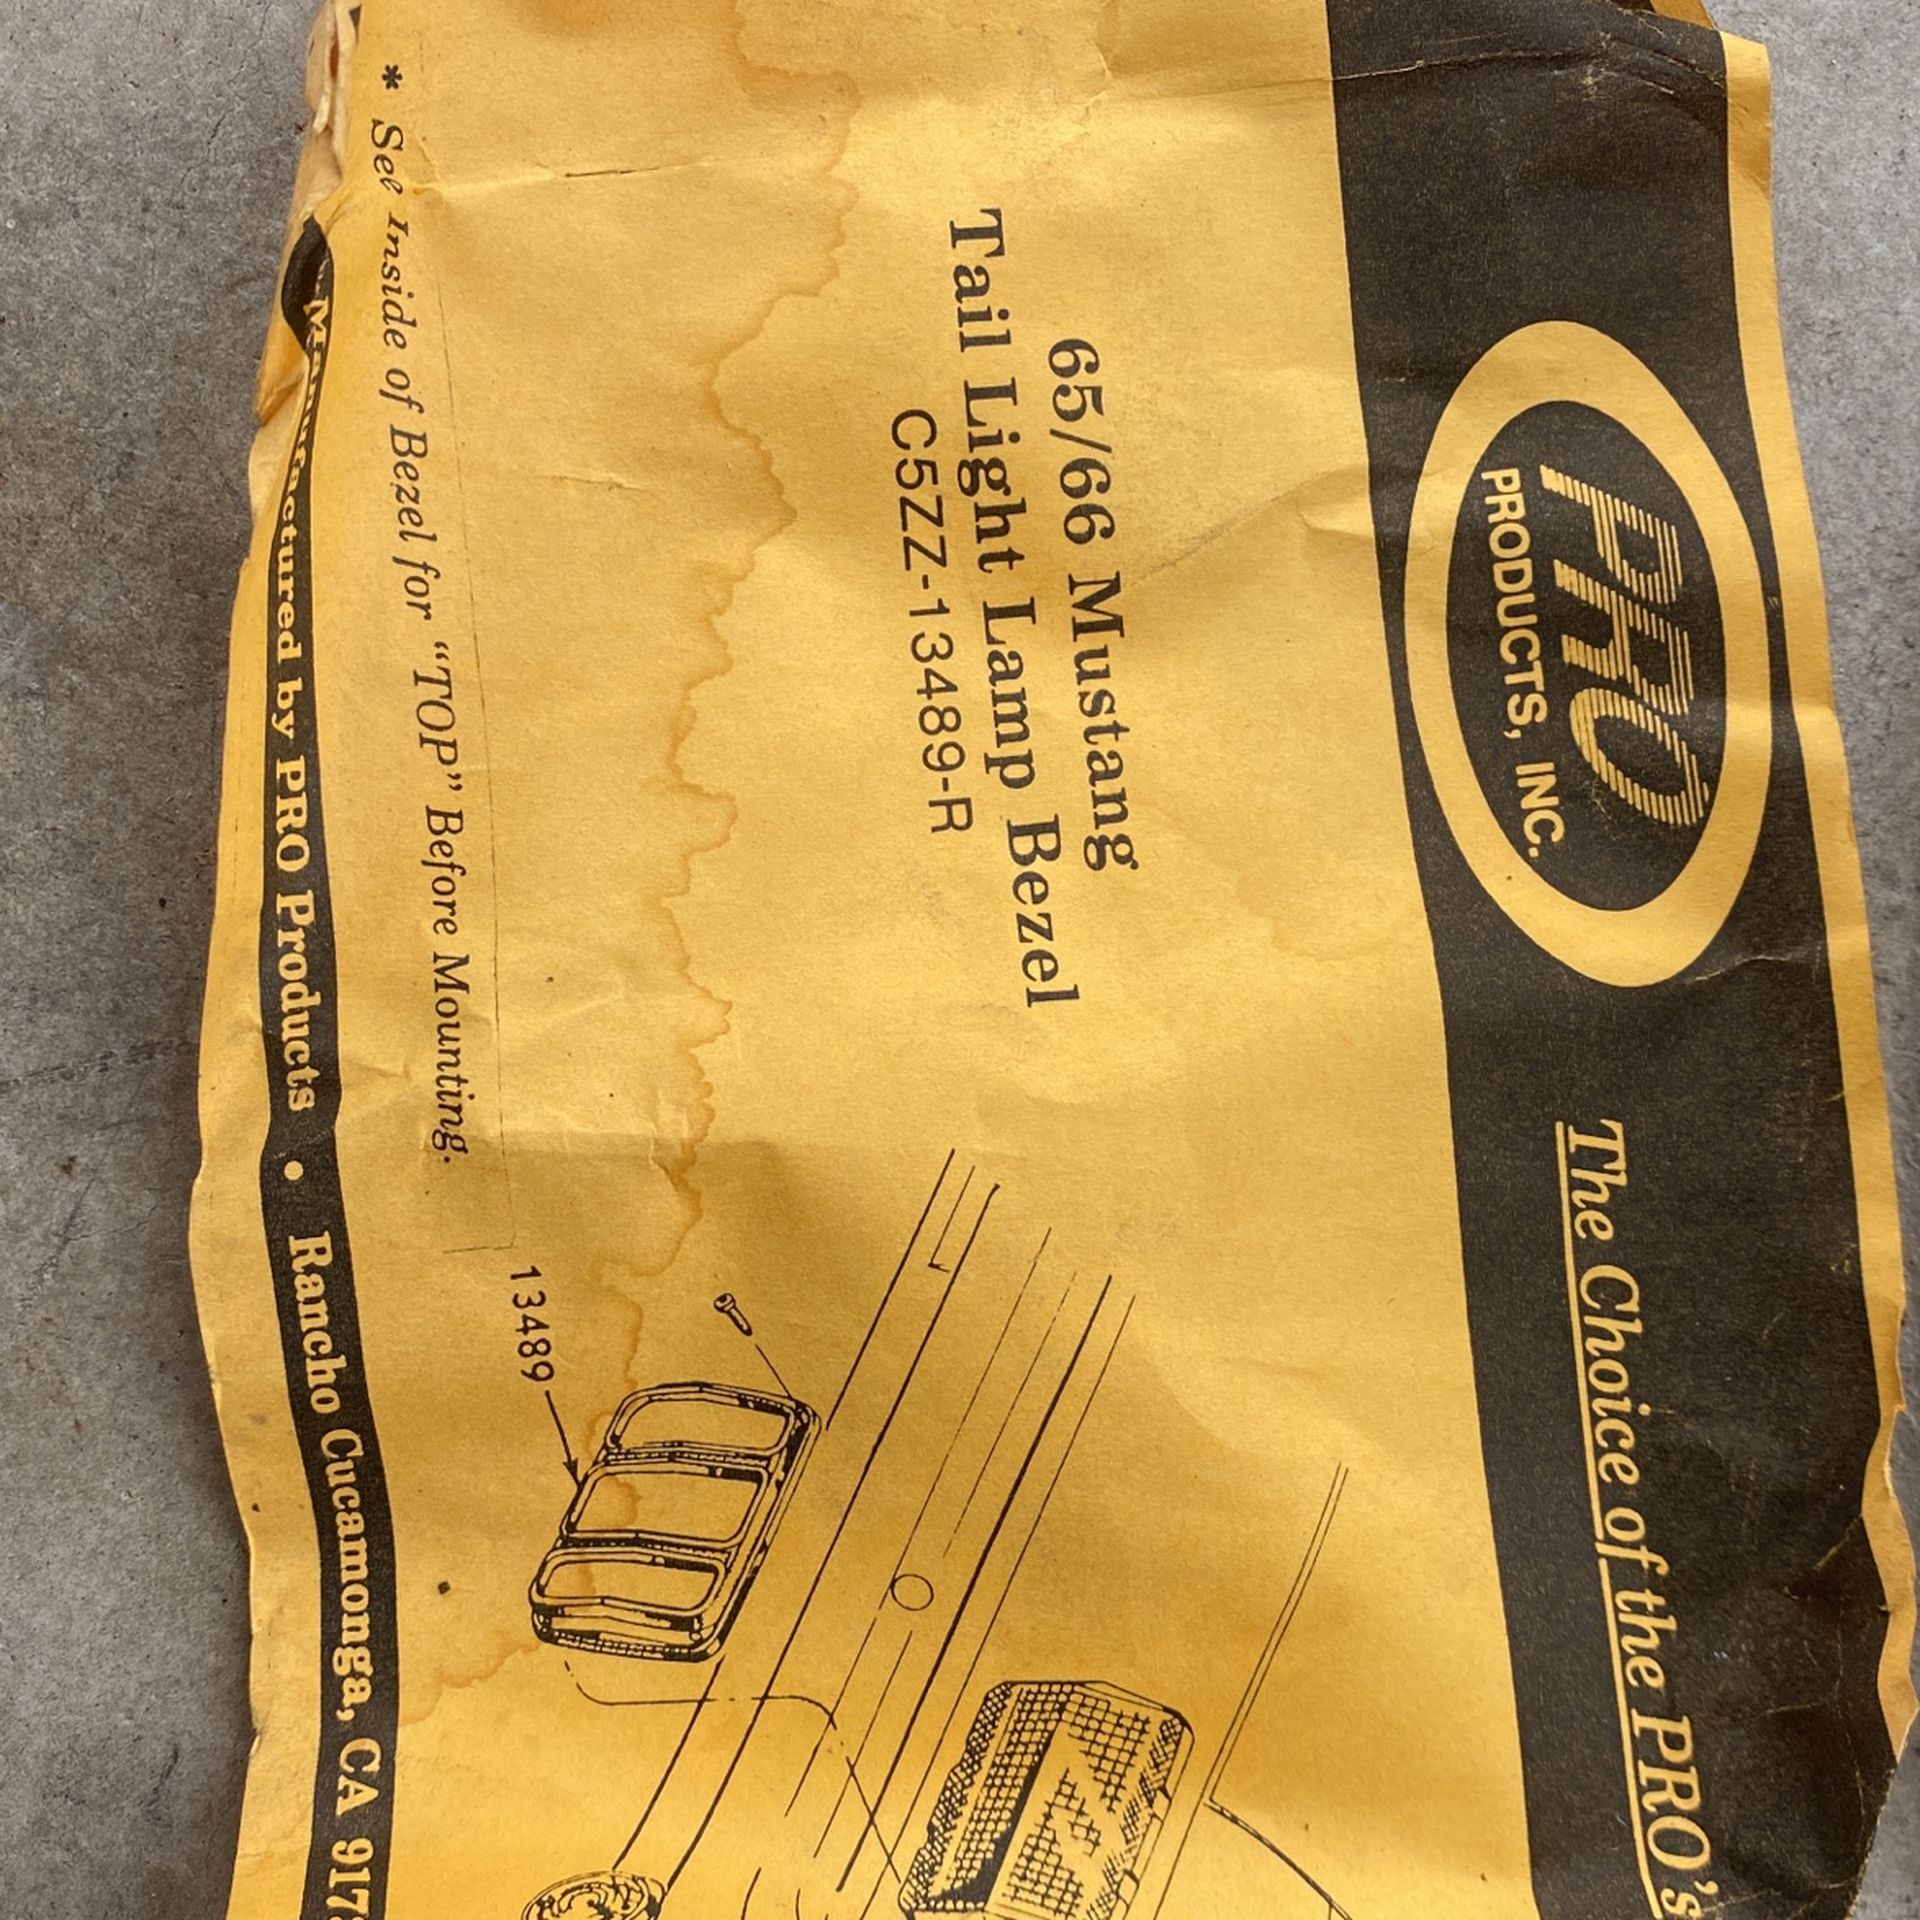 PRO
PRODUCTS, INC.
The Choice of the PRO's
65/66 Mustang
Tail Light Lamp Bezel
C5ZZ-13489-R
13489
* See Inside of Bezel for "TOP" Before Mounting.
Manufactured by PRO Products • Rancho Cucamonga, CA